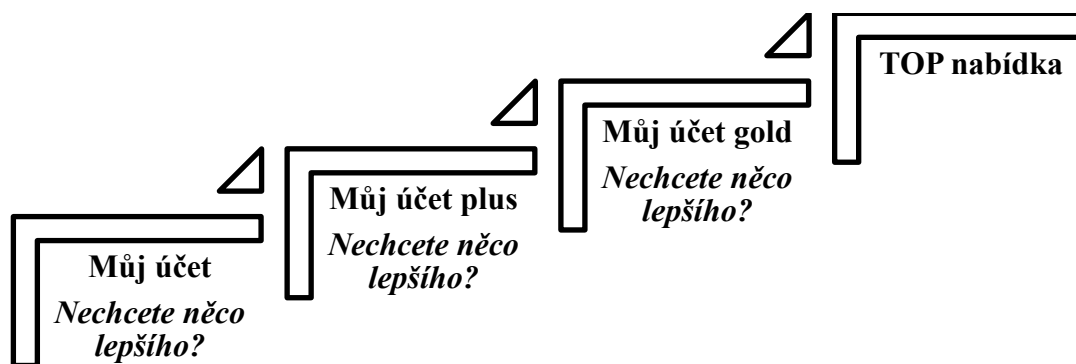 Můj účet
Nechcete něco
lepšího?
Můj účet plus
Nechcete něco
lepšího?
Můj účet gold
Nechcete něco
lepšího?
TOP nabídka